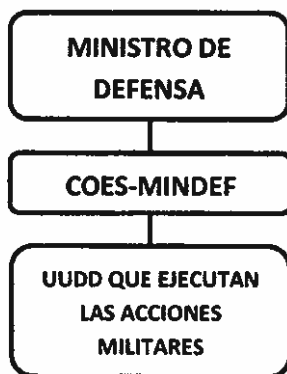 MINISTRO DE
DEFENSA
COES-MINDEF
UUDD QUE EJECUTAN
LAS ACCIONES
MILITARES